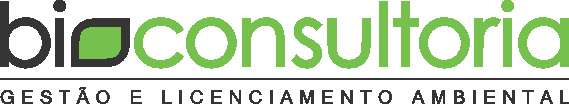 bioconsultoria
GESTÃO E LICENCIAMENTO AMBIENTAL